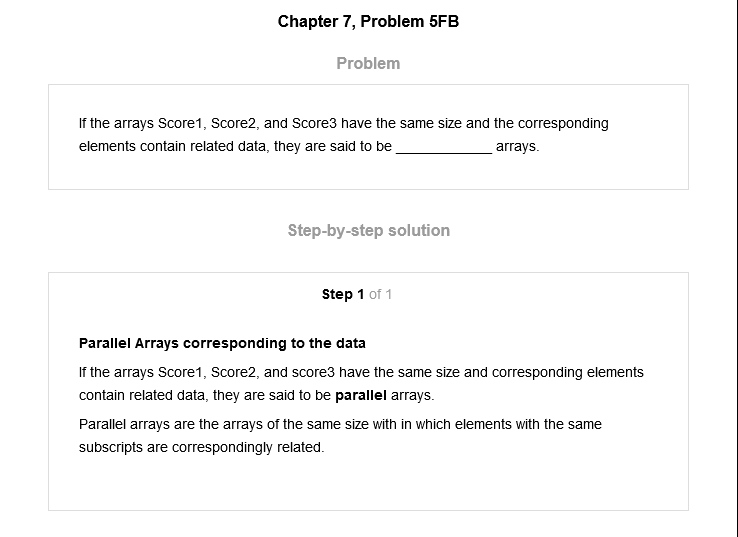 Chapter 7, Problem 5FB
Problem
If the arrays Score1, Score2, and Score3 have the same size and the corresponding
elements contain related data, they are said to be ____________ arrays.
Step-by-step solution
Step 1 of 1
Parallel Arrays corresponding to the data
If the arrays Score1, Score2, and score3 have the same size and corresponding elements
contain related data, they are said to be parallel arrays.
Parallel arrays are the arrays of the same size with in which elements with the same
subscripts are correspondingly related.